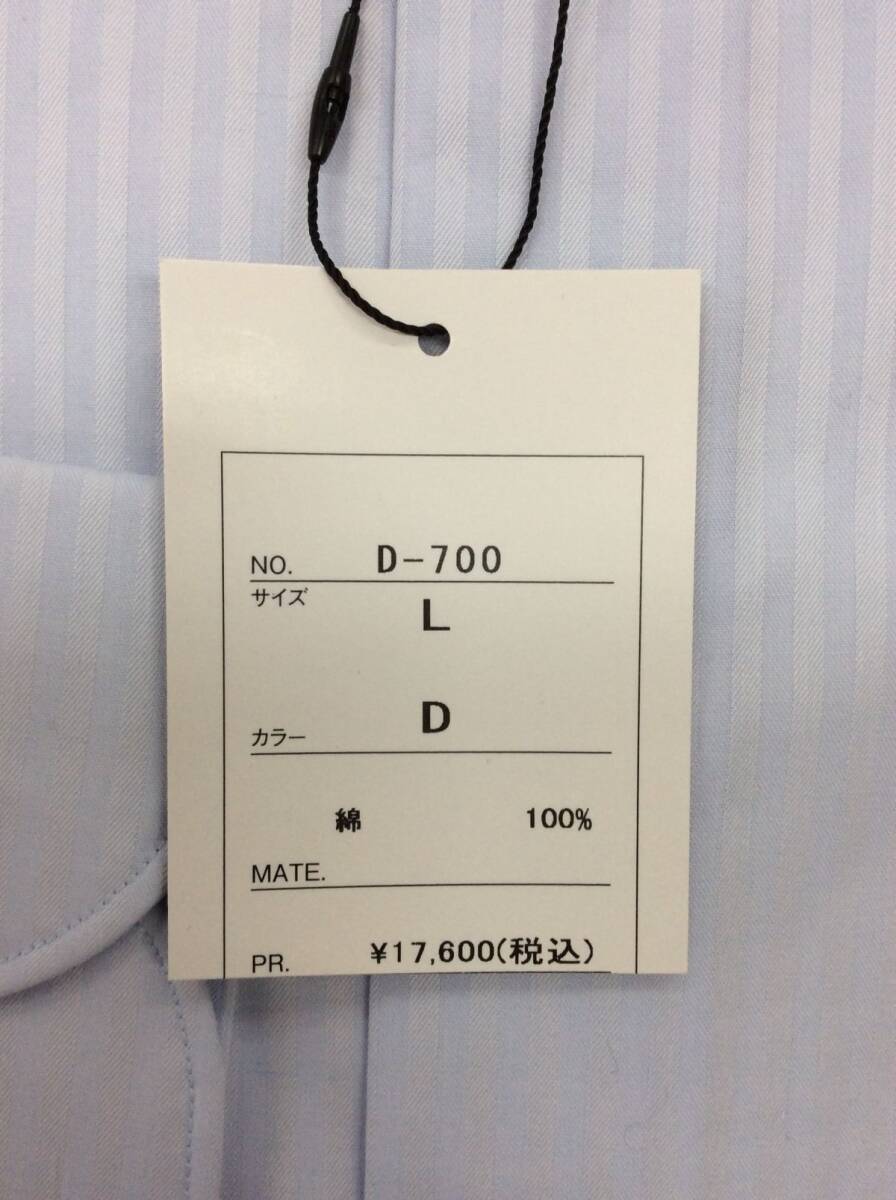 NO. D-700
サイズ L
カラー D
綿 100%
MATE.
PR. ¥17,600(税込)